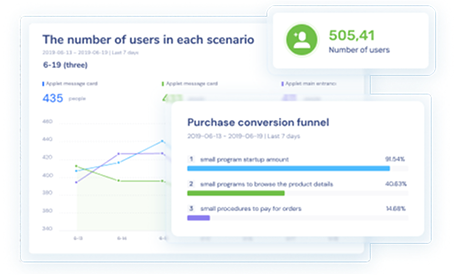 The number of users in each scenario
2019-06-13 ~ 2019-06-19 | Last 7 days
6-19 (three)
Applet message card
435 people
Applet message card
Applet main entrance
460
440
420
400
380
360
340
6-13
6-14
505,41
Number of users
Purchase conversion funnel
2019-06-13 ~ 2019-06-19 | Last 7 days
1 small program startup amount 91.54%
2 small programs to browse the product details 40.63%
3 small procedures to pay for orders 14.68%